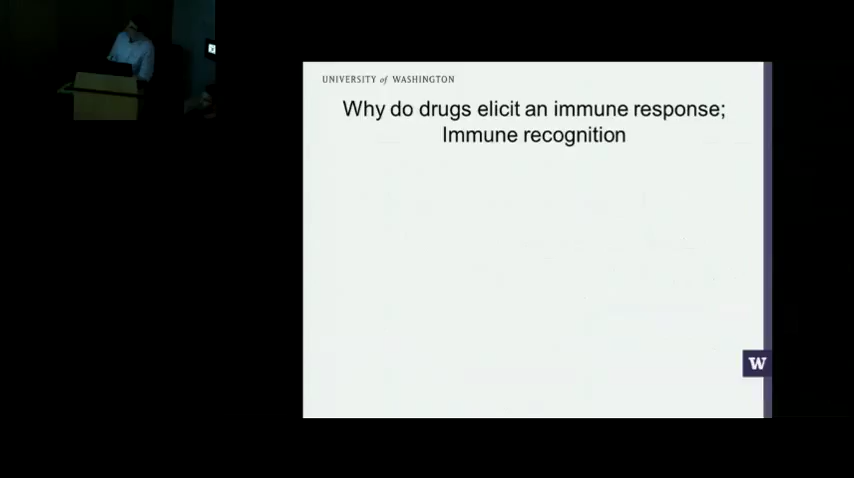 UNIVERSITY of WASHINGTON
Why do drugs elicit an immune response;
Immune recognition
W